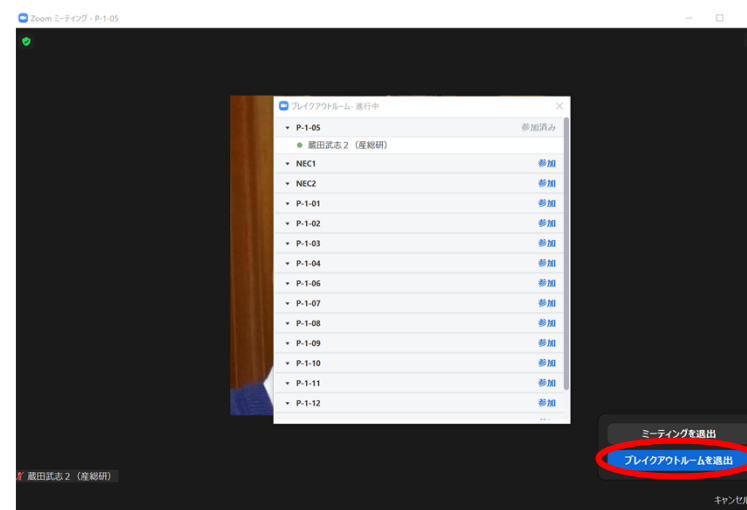 Zoom ミーティング - P-1-05
ブレイクアウトルーム - 進行中
P-1-05 参加済み
蔵田武志２（産総研）
NEC1 参加
NEC2 参加
P-1-01 参加
P-1-02 参加
P-1-03 参加
P-1-04 参加
P-1-06 参加
P-1-07 参加
P-1-08 参加
P-1-09 参加
P-1-10 参加
P-1-11 参加
P-1-12 参加
ミーティングを退出
ブレイクアウトルームを退出
蔵田武志２（産総研）
キャンセル